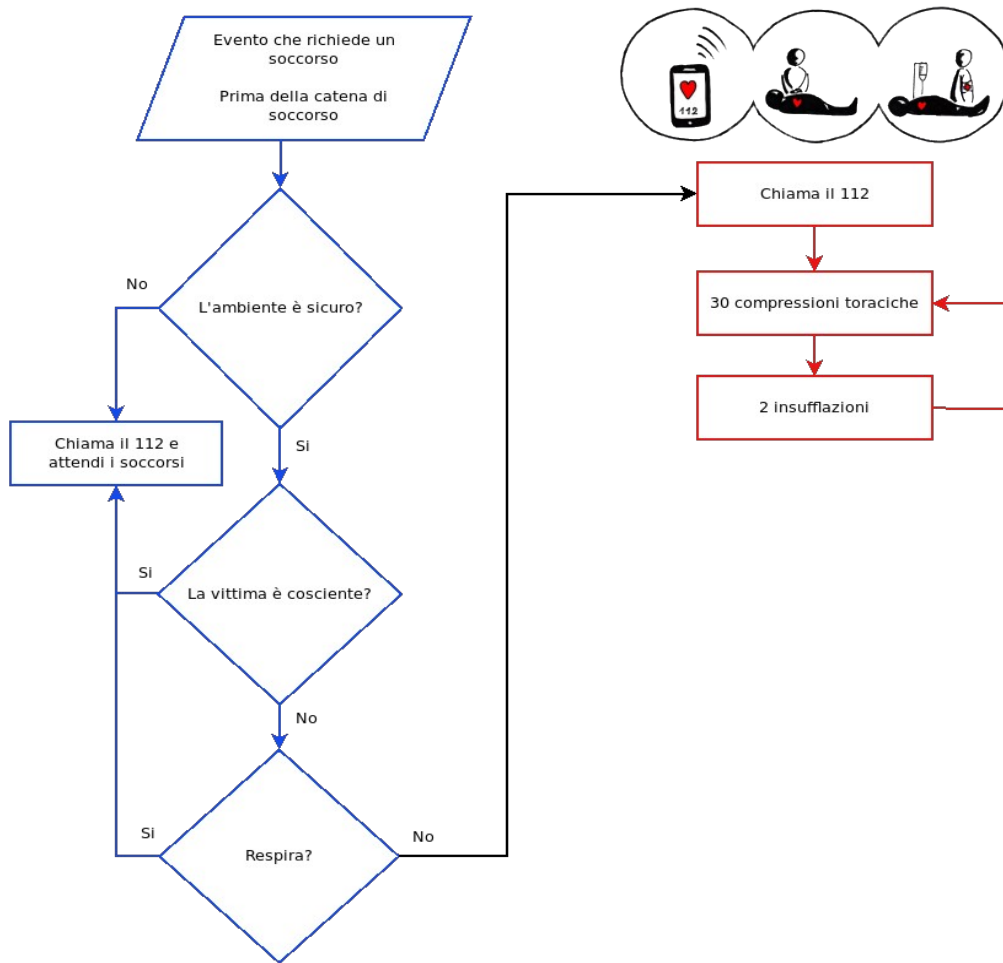 Evento che richiede un
soccorso
Prima della catena di
soccorso
L'ambiente è sicuro?
No
Si
Chiama il 112 e
attendi i soccorsi
La vittima è cosciente?
Si
No
Respira?
Si
No
112
Chiama il 112
30 compressioni toraciche
2 insufflazioni